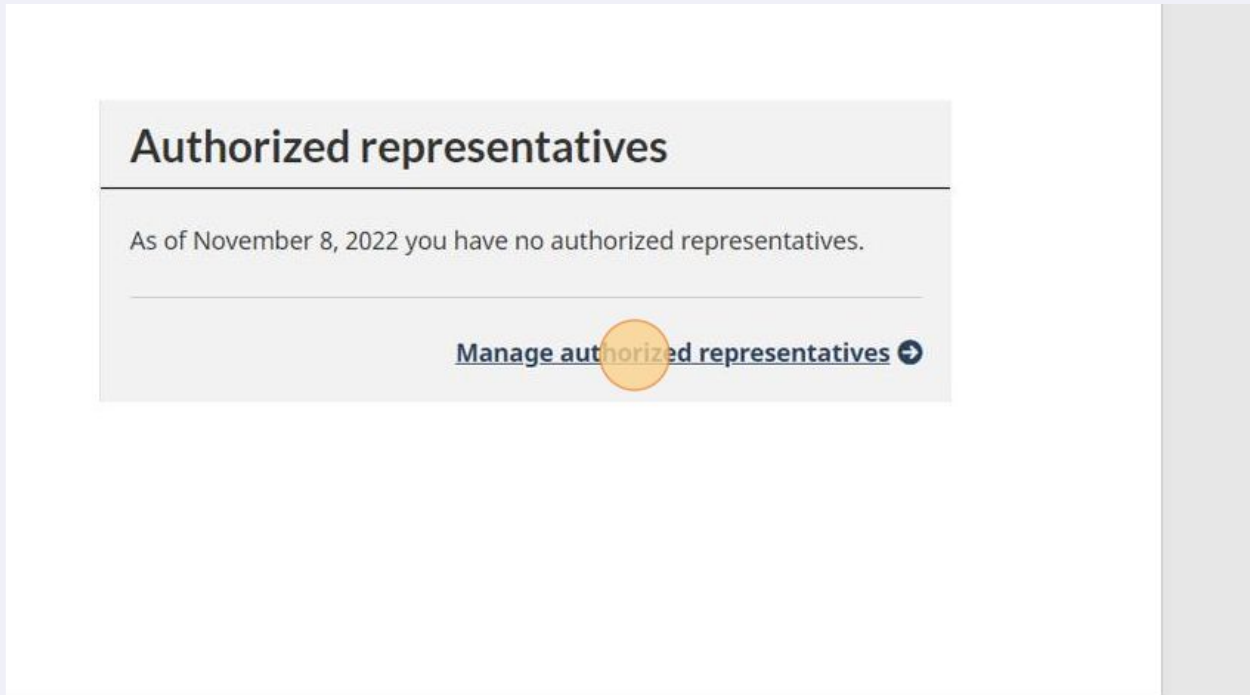 Authorized representatives
As of November 8, 2022 you have no authorized representatives.
Manage authorized representatives